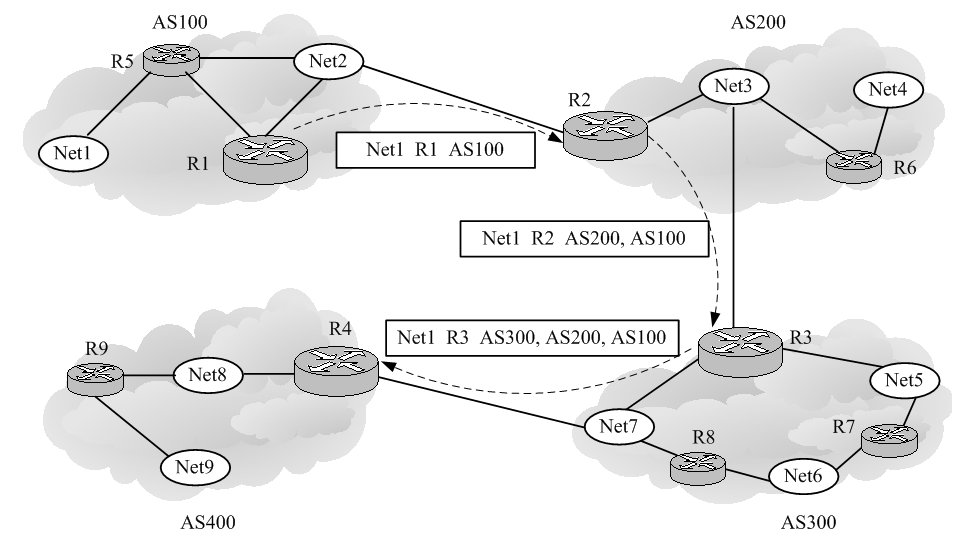 AS100
AS200
R5
Net2
Net3
Net4
R2
Net1
R1
Net1 R1 AS100
R6
Net1 R2 AS200, AS100
R4
Net1 R3 AS300, AS200, AS100
R3
R9
Net8
Net5
Net7
R8
R7
Net9
Net6
AS400
AS300